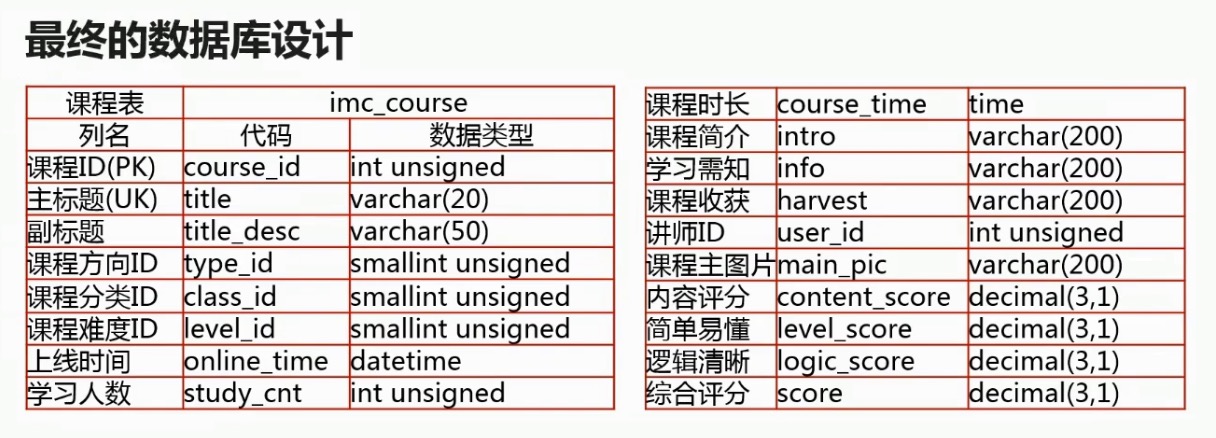 最终的数据库设计
课程表 imc_course
列名 代码 数据类型
课程ID(PK) course_id int unsigned
主标题(UK) title varchar(20)
副标题 title_desc varchar(50)
课程方向ID type_id smallint unsigned
课程分类ID class_id smallint unsigned
课程难度ID level_id smallint unsigned
上线时间 online_time datetime
学习人数 study_cnt int unsigned
课程时长 course_time time
课程简介 intro varchar(200)
学习需知 info varchar(200)
课程收获 harvest varchar(200)
讲师ID user_id int unsigned
课程主图片 main_pic varchar(200)
内容评分 content_score decimal(3,1)
简单易懂 level_score decimal(3,1)
逻辑清晰 logic_score decimal(3,1)
综合评分 score decimal(3,1)